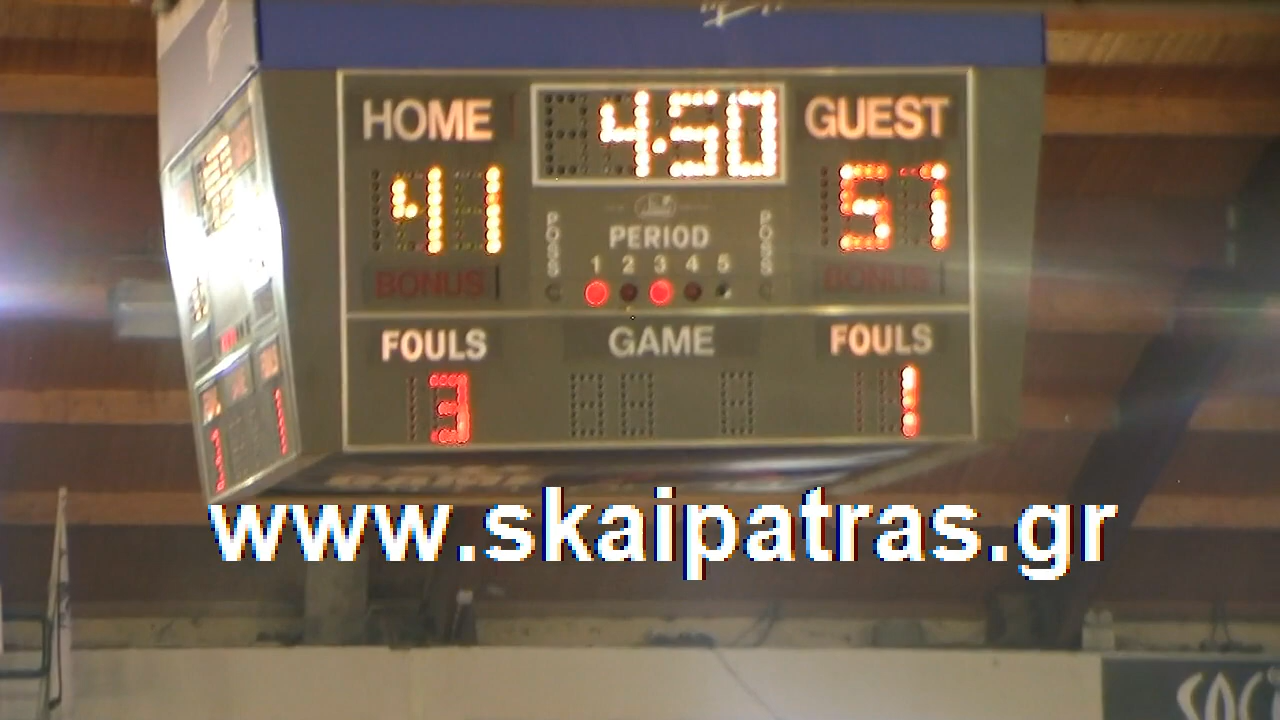 HOME 4.50 GUEST
41 57
POSS PERIOD POSS
1 2 3 4 5
BONUS BONUS
FOULS GAME FOULS
3 1
www.skaipatras.gr